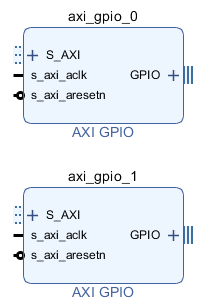 axi_gpio_0
S_AXI
s_axi_aclk
GPIO
s_axi_aresetn
AXI GPIO
axi_gpio_1
S_AXI
s_axi_aclk
GPIO
s_axi_aresetn
AXI GPIO